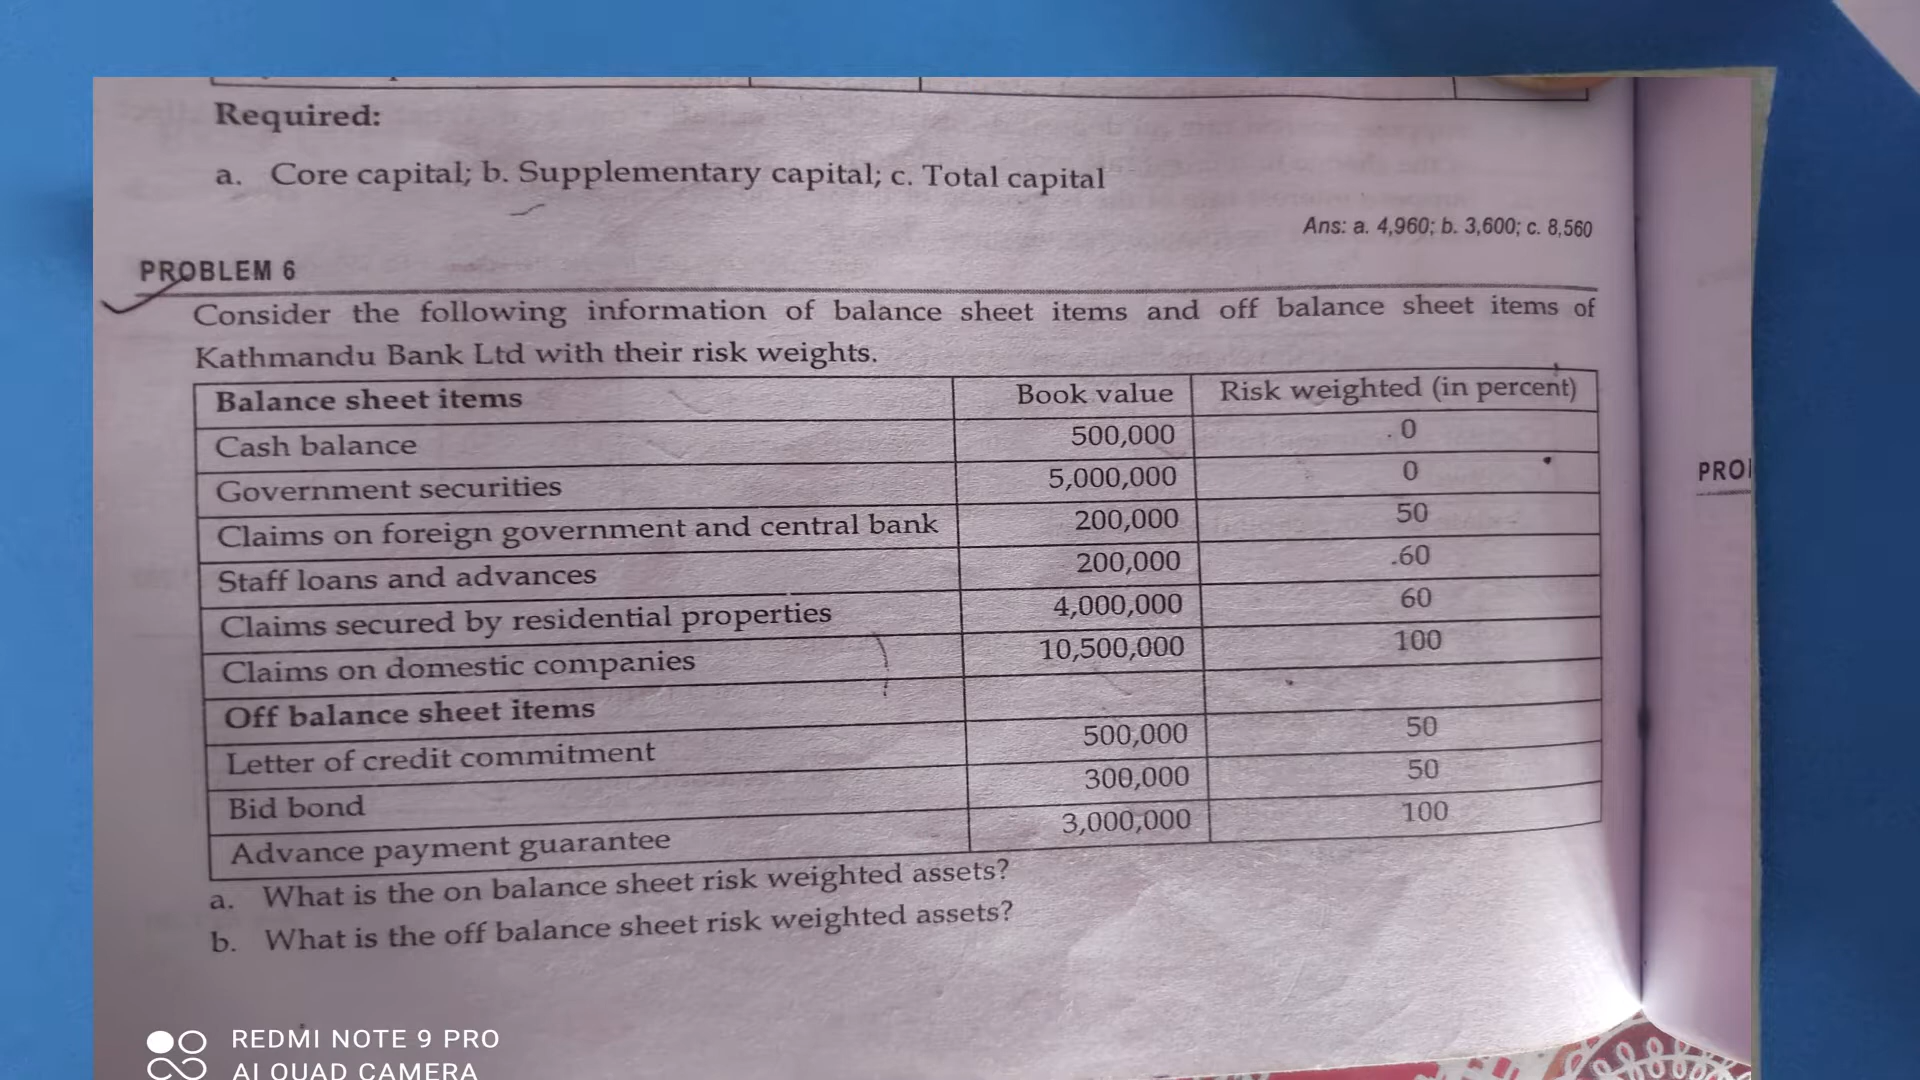 Required:
a. Core capital; b. Supplementary capital; c. Total capital
Ans: a. 4,960; b. 3,600; c. 8,560
PROBLEM 6
Consider the following information of balance sheet items and off balance sheet items of
Kathmandu Bank Ltd with their risk weights.
Balance sheet items Book value Risk weighted (in percent)
Cash balance 500,000 0
Government securities 5,000,000 0
Claims on foreign government and central bank 200,000 50
Staff loans and advances 200,000 .60
Claims secured by residential properties 4,000,000 60
Claims on domestic companies 10,500,000 100
Off balance sheet items
Letter of credit commitment 500,000 50
Bid bond 300,000 50
Advance payment guarantee 3,000,000 100
a. What is the on balance sheet risk weighted assets?
b. What is the off balance sheet risk weighted assets?
REDMI NOTE 9 PRO
AI QUAD CAMERA